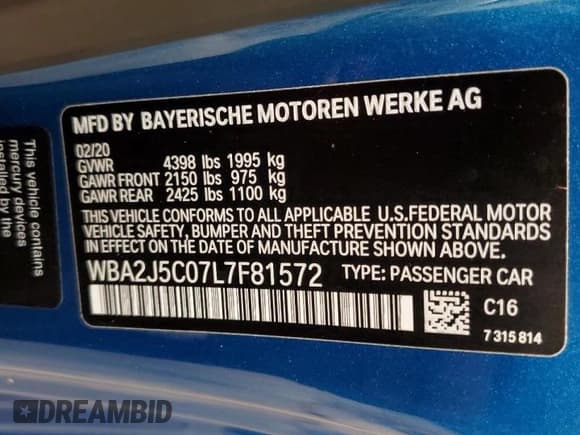 MFD BY BAYERISCHE MOTOREN WERKE AG
02/20
GVWR 4398 lbs 1995 kg
GAWR FRONT 2150 lbs 975 kg
GAWR REAR 2425 lbs 1100 kg
THIS VEHICLE CONFORMS TO ALL APPLICABLE U.S.FEDERAL MOTOR
VEHICLE SAFETY, BUMPER AND THEFT PREVENTION STANDARDS
IN EFFECT ON THE DATE OF MANUFACTURE SHOWN ABOVE.
WBA2J5C07L7F81572 TYPE: PASSENGER CAR
C16
7 315 814
This vehicle
contains
mercury devices
installed by the
DREAMBID